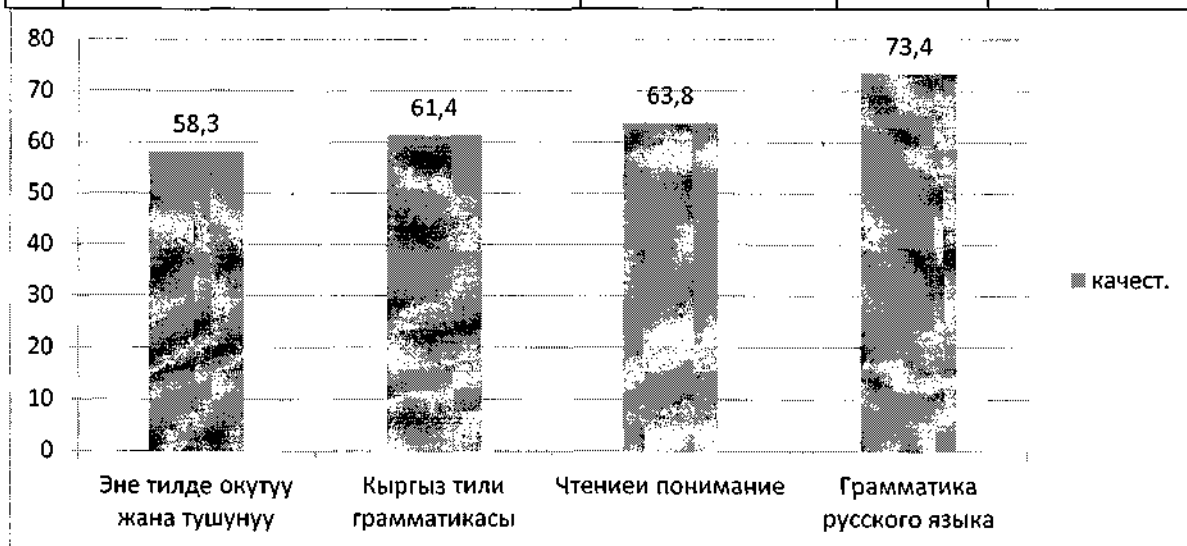 80
70
60
50
40
30
20
10
0
58,3
61,4
63,8
73,4
Эне тилде окутуу
жана тушунуу
Кыргыз тили
грамматикасы
Чтениеи понимание
Грамматика
русского языка
качест.